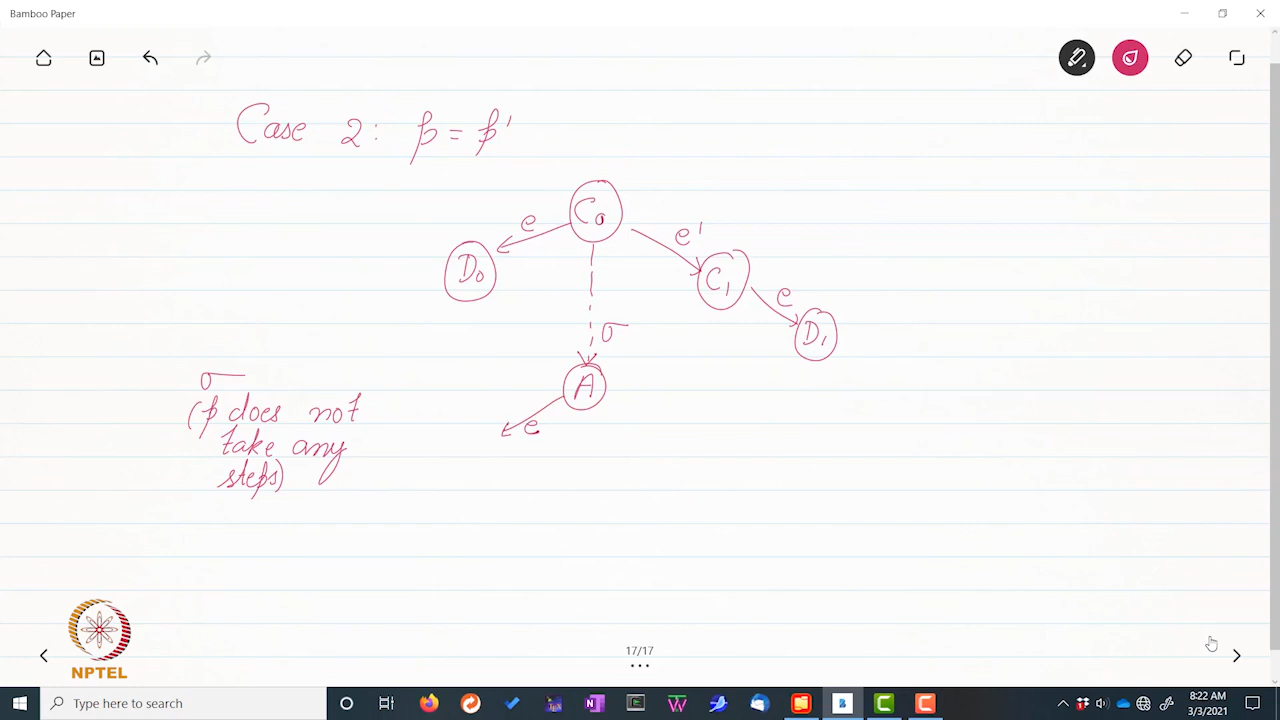 Bamboo Paper
Case 2: p = p'
C0
e
e'
D0
C1
e
D1
σ
A
e
σ
(p does not
take any
steps)
NPTEL
17/17
Type here to search
8:22 AM
3/3/2021